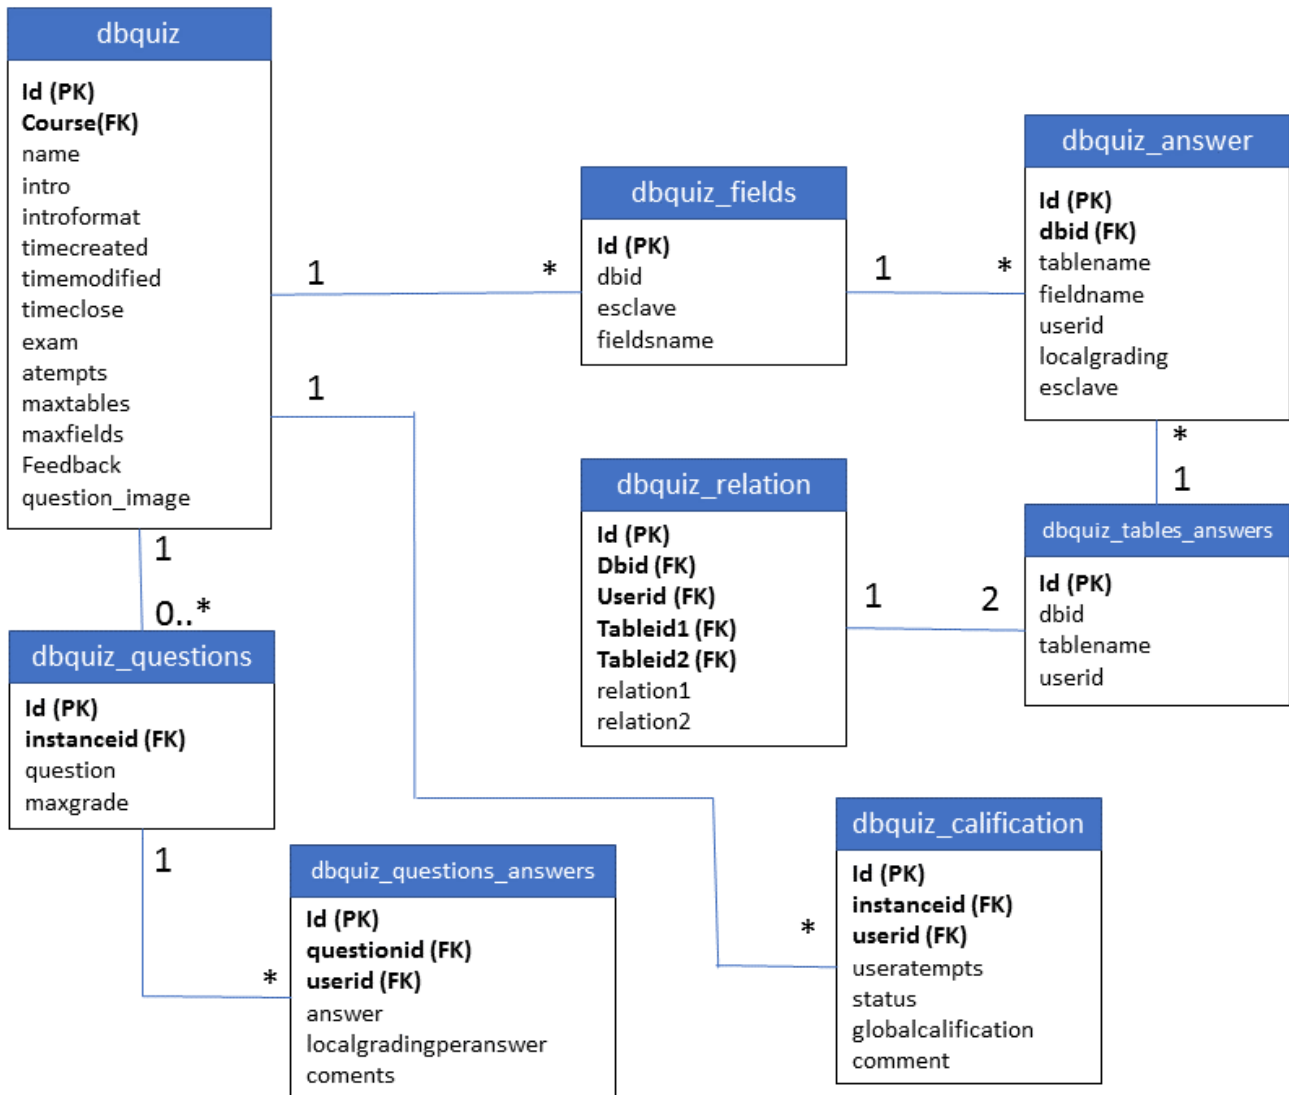 dbquiz
Id (PK)
Course(FK)
name
intro
introformat
timecreated
timemodified
timeclose
exam
atempts
maxtables
maxfields
Feedback
question_image
1
*
1
dbquiz_fields
Id (PK)
dbid
esclave
fieldsname
1
*
dbquiz_answer
Id (PK)
dbid (FK)
tablename
fieldname
userid
localgrading
esclave
*
1
dbquiz_relation
Id (PK)
Dbid (FK)
Userid (FK)
Tableid1 (FK)
Tableid2 (FK)
relation1
relation2
1
2
dbquiz_tables_answers
Id (PK)
dbid
tablename
userid
1
0..*
dbquiz_questions
Id (PK)
instanceid (FK)
question
maxgrade
1
*
dbquiz_questions_answers
Id (PK)
questionid (FK)
userid (FK)
answer
localgradingperanswer
coments
*
dbquiz_calification
Id (PK)
instanceid (FK)
userid (FK)
useratempts
status
globalcalification
comment